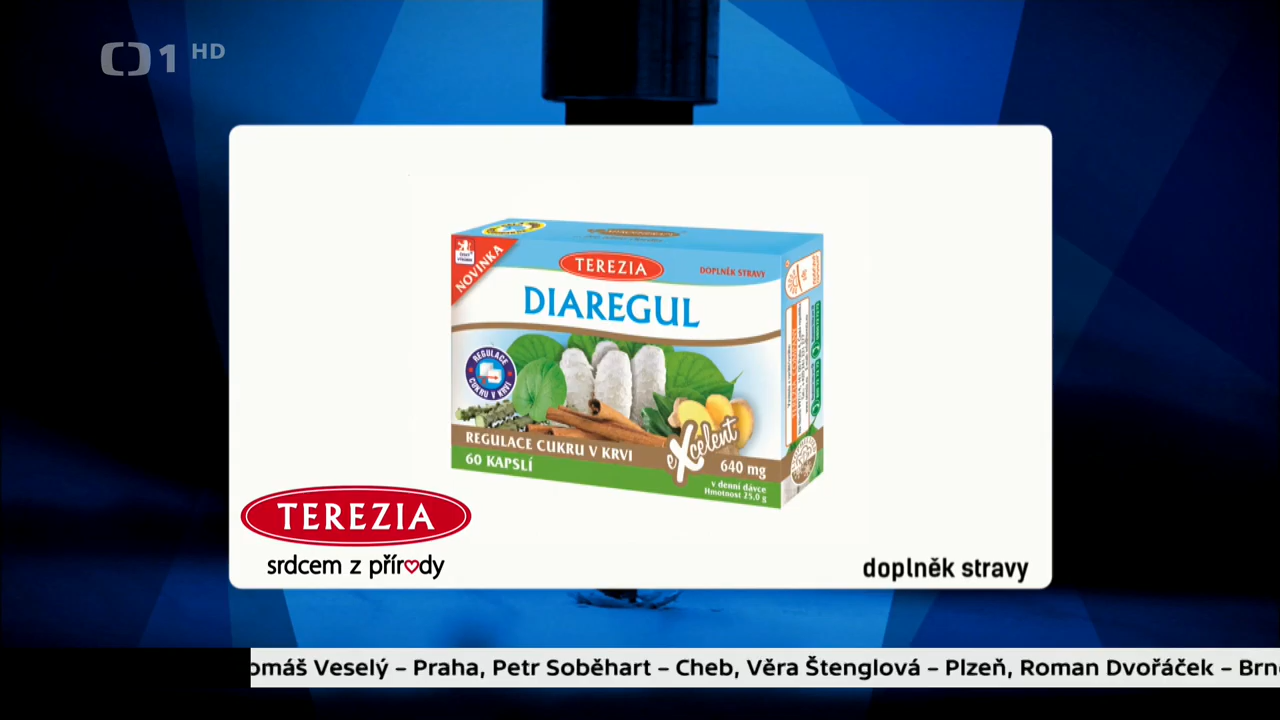 1 HD
NOVINKA
TEREZIA
DOPLNĚK STRAVY
DIAREGUL
REGULACE
CUKRU V KRVI
REGULACE CUKRU V KRVI
60 KAPSLÍ
eXcelent
640 mg
v denní dávce
Hmotnost 25,0 g
TEREZIA
srdcem z přírody
doplněk stravy
omáš Veselý – Praha, Petr Soběhart – Cheb, Věra Štenglová – Plzeň, Roman Dvořáček – Brn